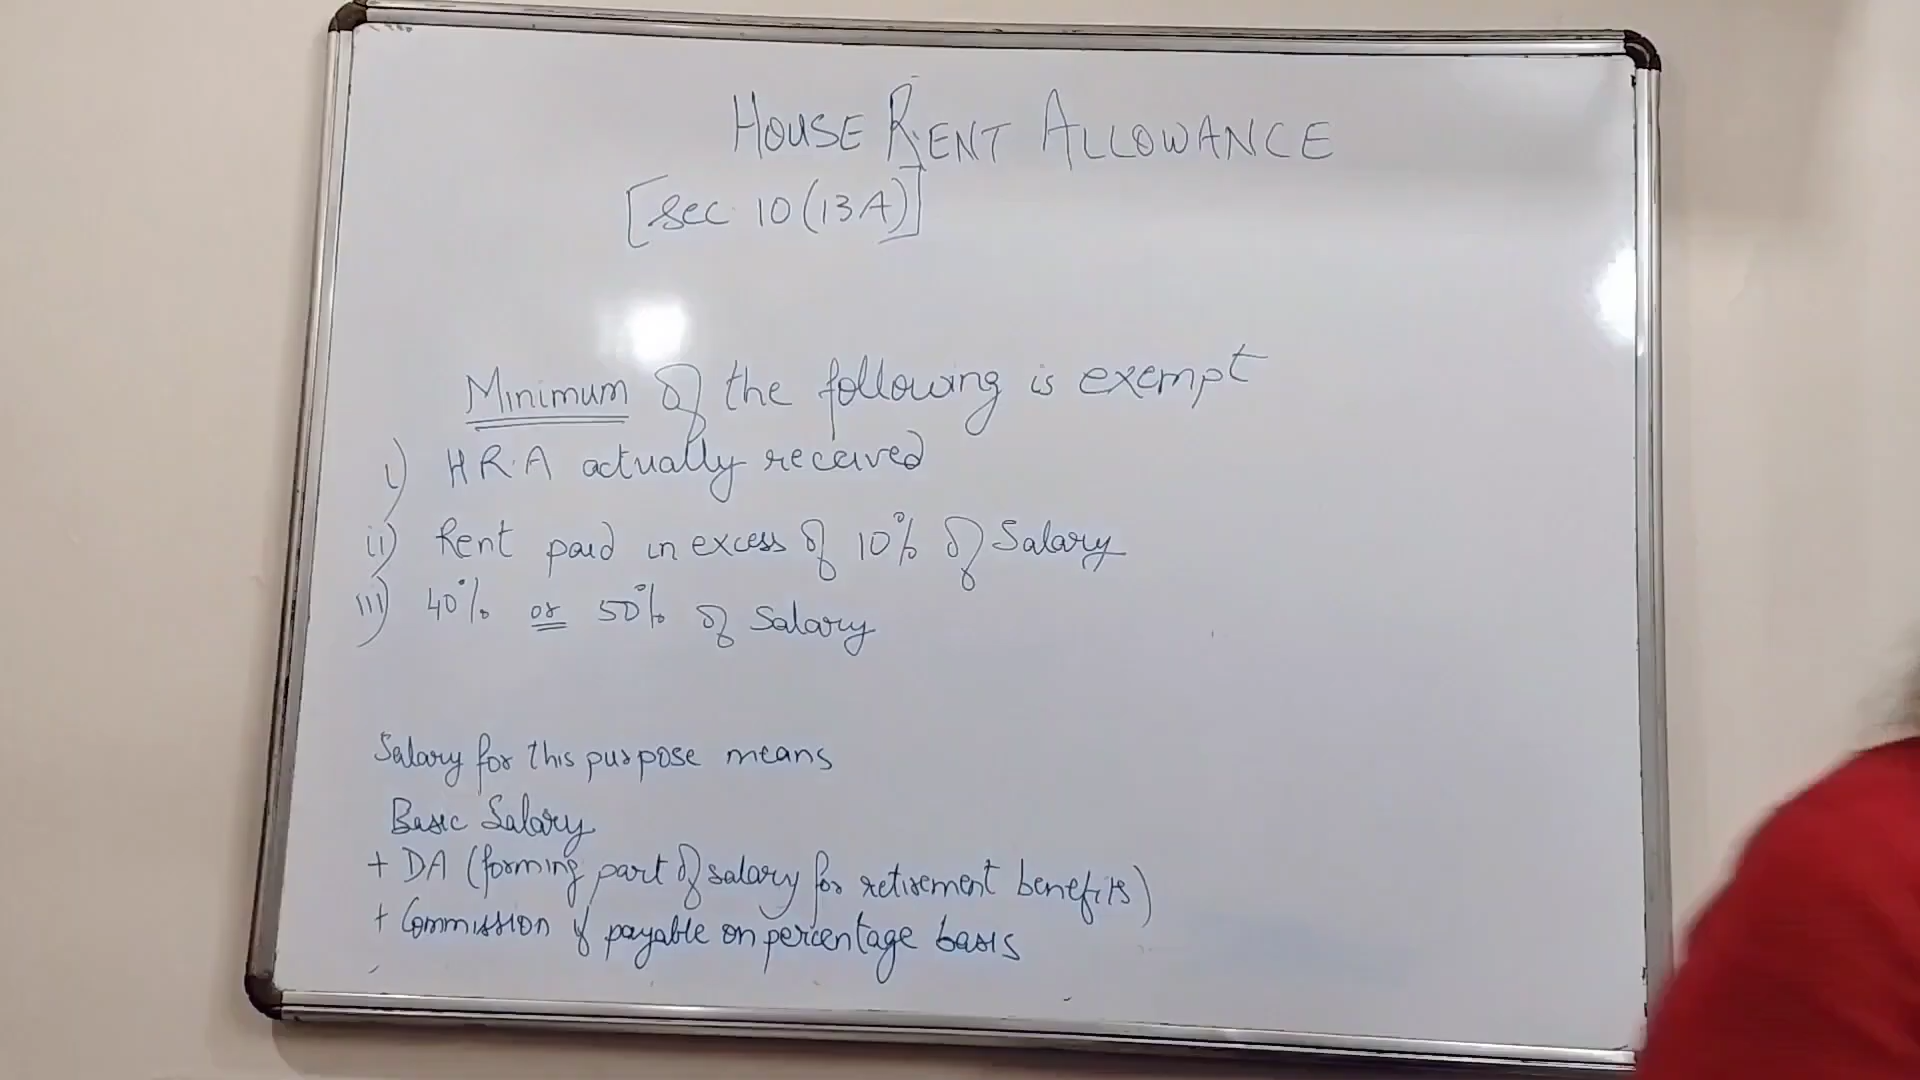 HOUSE RENT ALLOWANCE
[sec 10(13A)]
Minimum of the following is exempt
i) H.R.A actually received
ii) Rent paid in excess of 10% of Salary
iii) 40% or 50% of Salary
Salary for this purpose means
Basic Salary
+ DA (forming part of salary for retirement benefits)
+ Commission if payable on percentage basis